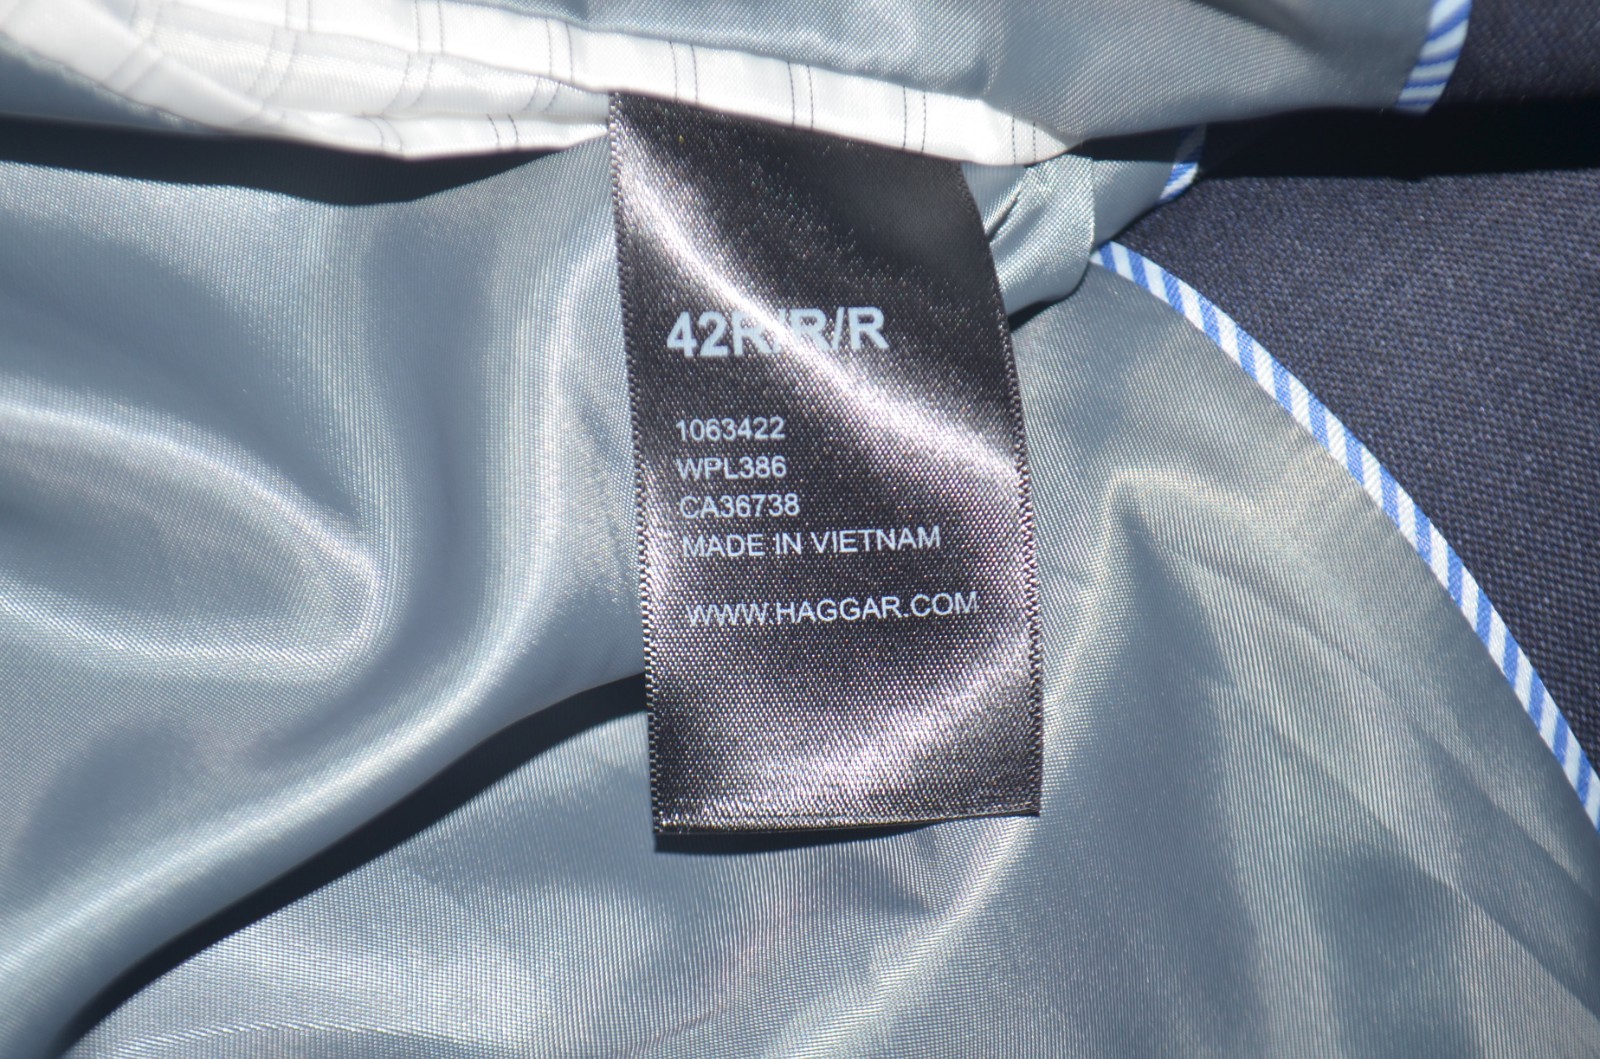 42R/R/R
1063422
WPL386
CA36738
MADE IN VIETNAM
WWW.HAGGAR.COM